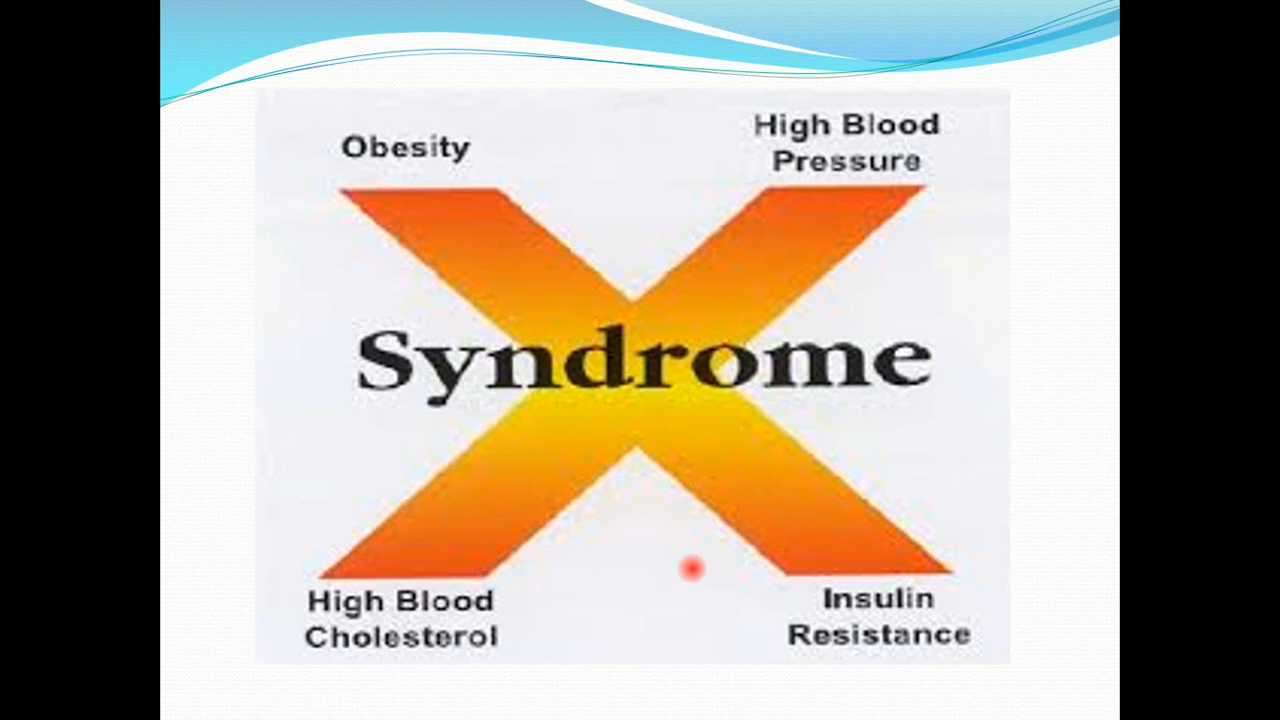 Obesity
High Blood
Pressure
Syndrome
X
High Blood
Cholesterol
Insulin
Resistance